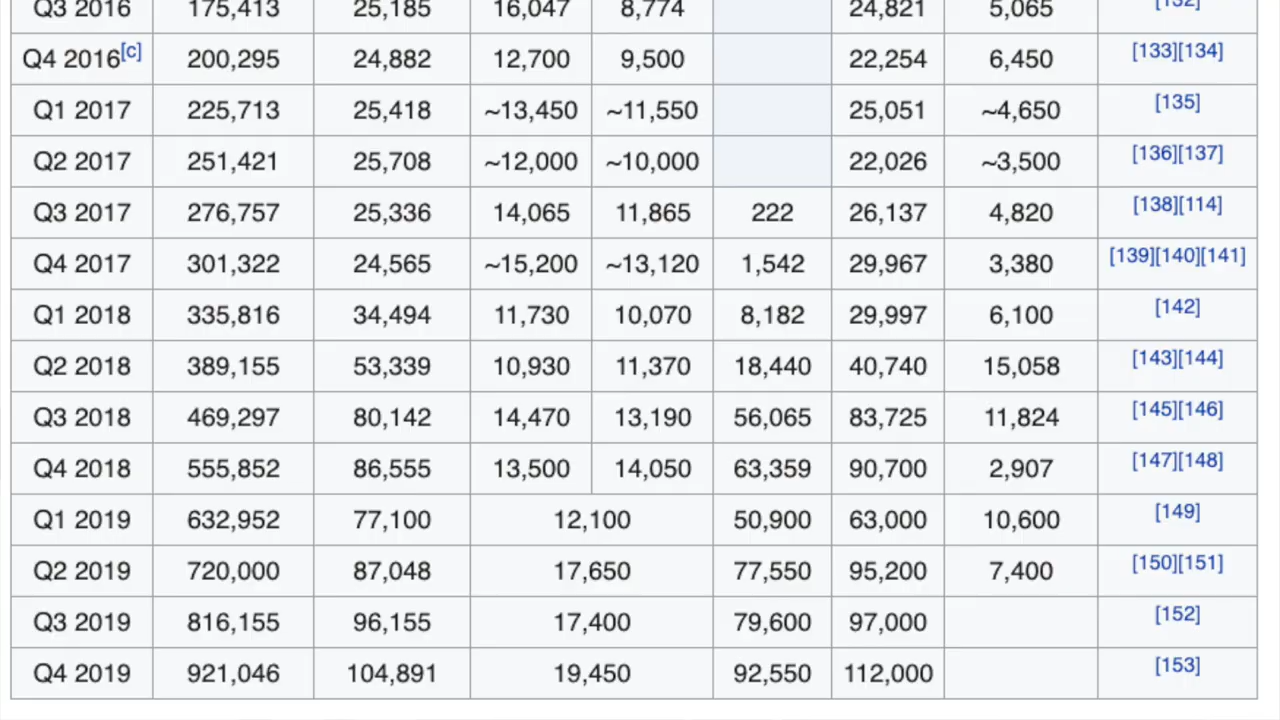 Q3 2016 175,413 25,185 16,047 8,774 24,821 5,065 [132]
Q4 2016[c] 200,295 24,882 12,700 9,500 22,254 6,450 [133][134]
Q1 2017 225,713 25,418 ~13,450 ~11,550 25,051 ~4,650 [135]
Q2 2017 251,421 25,708 ~12,000 ~10,000 22,026 ~3,500 [136][137]
Q3 2017 276,757 25,336 14,065 11,865 222 26,137 4,820 [138][114]
Q4 2017 301,322 24,565 ~15,200 ~13,120 1,542 29,967 3,380 [139][140][141]
Q1 2018 335,816 34,494 11,730 10,070 8,182 29,997 6,100 [142]
Q2 2018 389,155 53,339 10,930 11,370 18,440 40,740 15,058 [143][144]
Q3 2018 469,297 80,142 14,470 13,190 56,065 83,725 11,824 [145][146]
Q4 2018 555,852 86,555 13,500 14,050 63,359 90,700 2,907 [147][148]
Q1 2019 632,952 77,100 12,100 50,900 63,000 10,600 [149]
Q2 2019 720,000 87,048 17,650 77,550 95,200 7,400 [150][151]
Q3 2019 816,155 96,155 17,400 79,600 97,000 [152]
Q4 2019 921,046 104,891 19,450 92,550 112,000 [153]